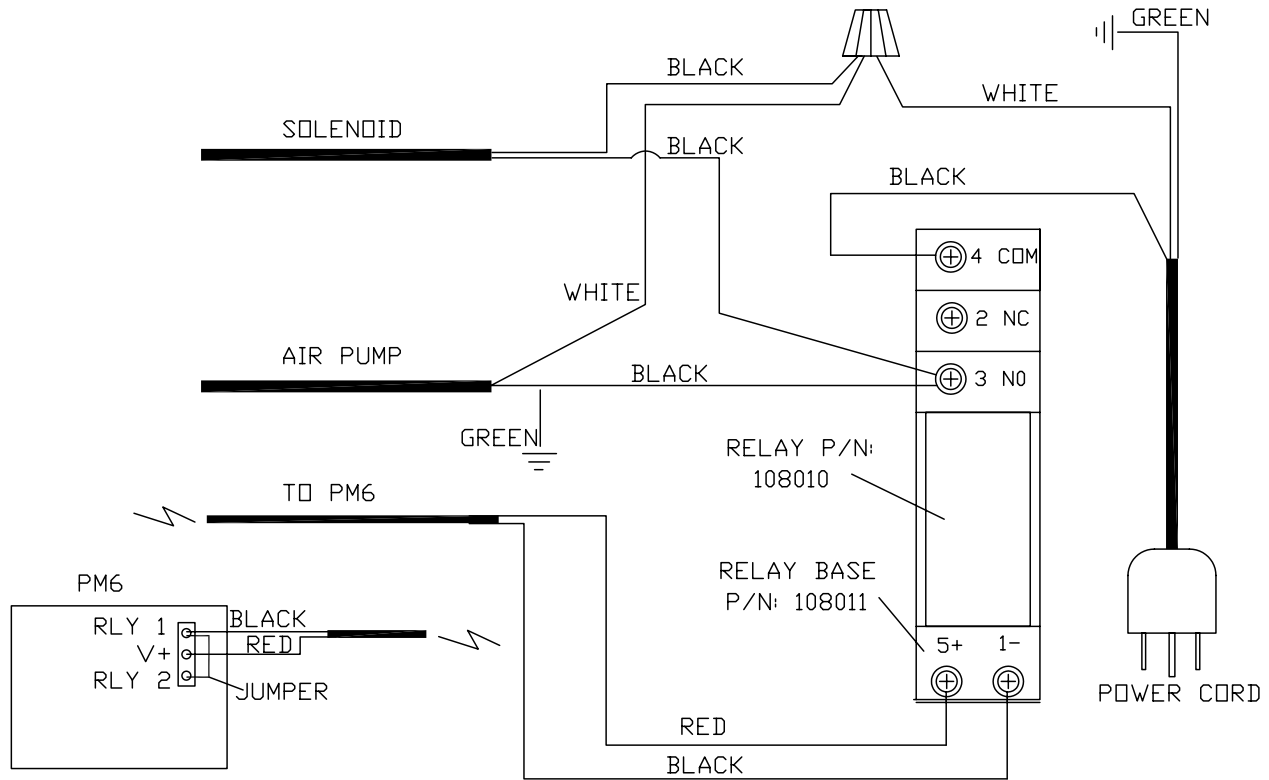 GREEN
BLACK
WHITE
SOLENOID
BLACK
BLACK
4 COM
WHITE
2 NC
AIR PUMP
BLACK
3 NO
GREEN
RELAY P/N:
108010
TO PM6
RELAY BASE
P/N: 108011
PM6
RLY 1
BLACK
V+
RED
RLY 2
JUMPER
5+
1-
POWER CORD
RED
BLACK